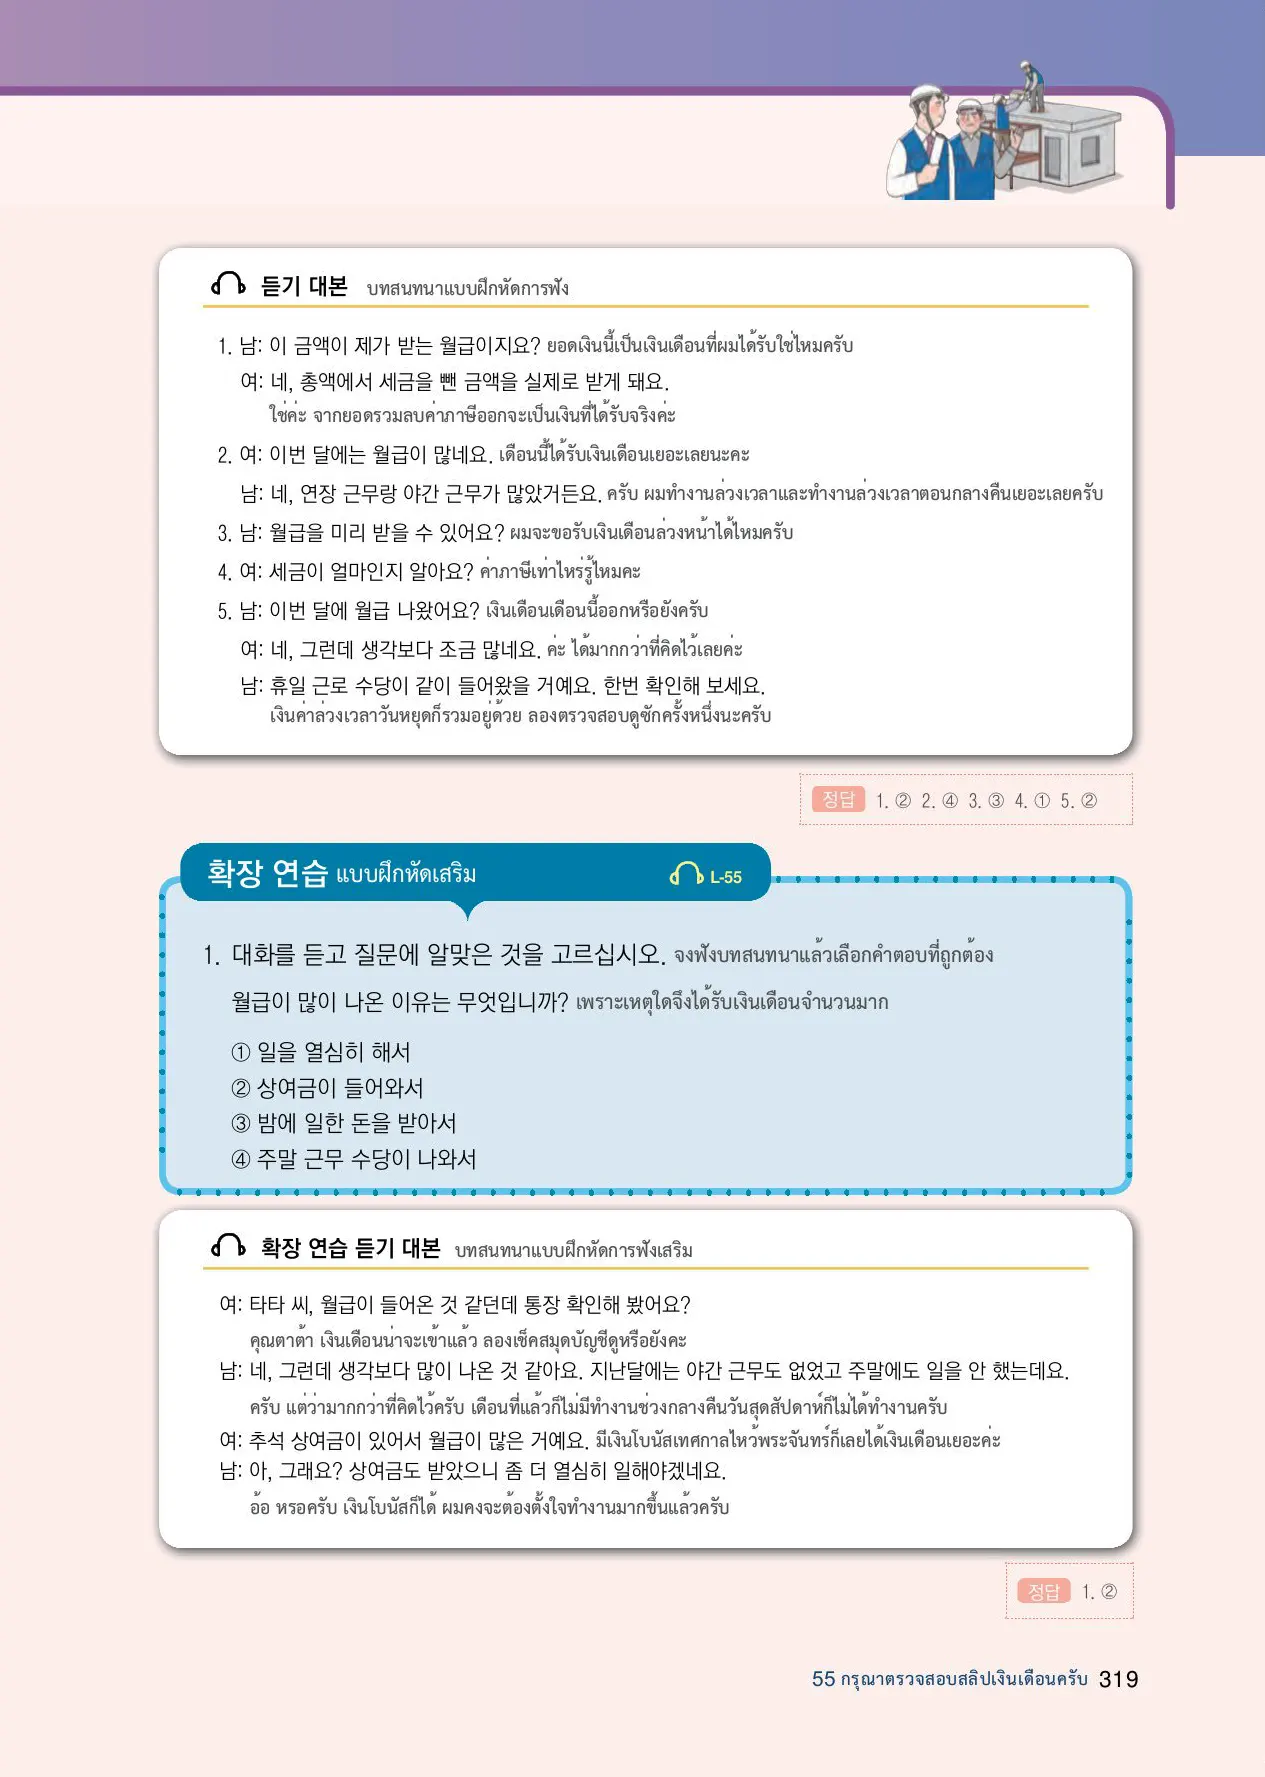 듣기 대본 บทสนทนาแบบฝึกหัดการฟัง
1. 남: 이 금액이 제가 받는 월급이지요? ยอดเงินนี้เป็นเงินเดือนที่ผมได้รับใช่ไหมครับ
여: 네, 총액에서 세금을 뺀 금액을 실제로 받게 돼요.
ใช่ค่ะ จากยอดรวมลบค่าภาษีออกจะเป็นเงินที่ได้รับจริงค่ะ
2. 여: 이번 달에는 월급이 많네요. เดือนนี้ได้รับเงินเดือนเยอะเลยนะคะ
남: 네, 연장 근무랑 야간 근무가 많았거든요. ครับ ผมทำงานล่วงเวลาและทำงานล่วงเวลาตอนกลางคืนเยอะเลยครับ
3. 남: 월급을 미리 받을 수 있어요? ผมจะขอรับเงินเดือนล่วงหน้าได้ไหมครับ
4. 여: 세금이 얼마인지 알아요? ค่าภาษีเท่าไหร่รู้ไหมคะ
5. 남: 이번 달에 월급 나왔어요? เงินเดือนเดือนนี้ออกหรือยังครับ
여: 네, 그런데 생각보다 조금 많네요. ค่ะ ได้มากกว่าที่คิดไว้เลยค่ะ
남: 휴일 근로 수당이 같이 들어왔을 거예요. 한번 확인해 보세요.
เงินค่าล่วงเวลาวันหยุดก็รวมอยู่ด้วย ลองตรวจสอบดูซักครั้งหนึ่งนะครับ
정답 1. ② 2. ④ 3. ③ 4. ① 5. ②
확장 연습 แบบฝึกหัดเสริม L-55
1. 대화를 듣고 질문에 알맞은 것을 고르십시오. จงฟังบทสนทนาแล้วเลือกคำตอบที่ถูกต้อง
월급이 많이 나온 이유는 무엇입니까? เพราะเหตุใดจึงได้รับเงินเดือนจำนวนมาก
① 일을 열심히 해서
② 상여금이 들어와서
③ 밤에 일한 돈을 받아서
④ 주말 근무 수당이 나와서
확장 연습 듣기 대본 บทสนทนาแบบฝึกหัดการฟังเสริม
여: 타타 씨, 월급이 들어온 것 같던데 통장 확인해 봤어요?
คุณตาต้า เงินเดือนน่าจะเข้าแล้ว ลองเช็คสมุดบัญชีดูหรือยังคะ
남: 네, 그런데 생각보다 많이 나온 것 같아요. 지난달에는 야간 근무도 없었고 주말에도 일을 안 했는데요.
ครับ แต่ว่ามากกว่าที่คิดไว้ครับ เดือนที่แล้วก็ไม่มีทำงานช่วงกลางคืนวันสุดสัปดาห์ก็ไม่ได้ทำงานครับ
여: 추석 상여금이 있어서 월급이 많은 거예요. มีเงินโบนัสเทศกาลไหว้พระจันทร์ก็เลยได้เงินเดือนเยอะค่ะ
남: 아, 그래요? 상여금도 받았으니 좀 더 열심히 일해야겠네요.
อ้อ หรอครับ เงินโบนัสก็ได้ ผมคงจะต้องตั้งใจทำงานมากขึ้นแล้วครับ
정답 1. ②
55 กรุณาตรวจสอบสลิปเงินเดือนครับ 319